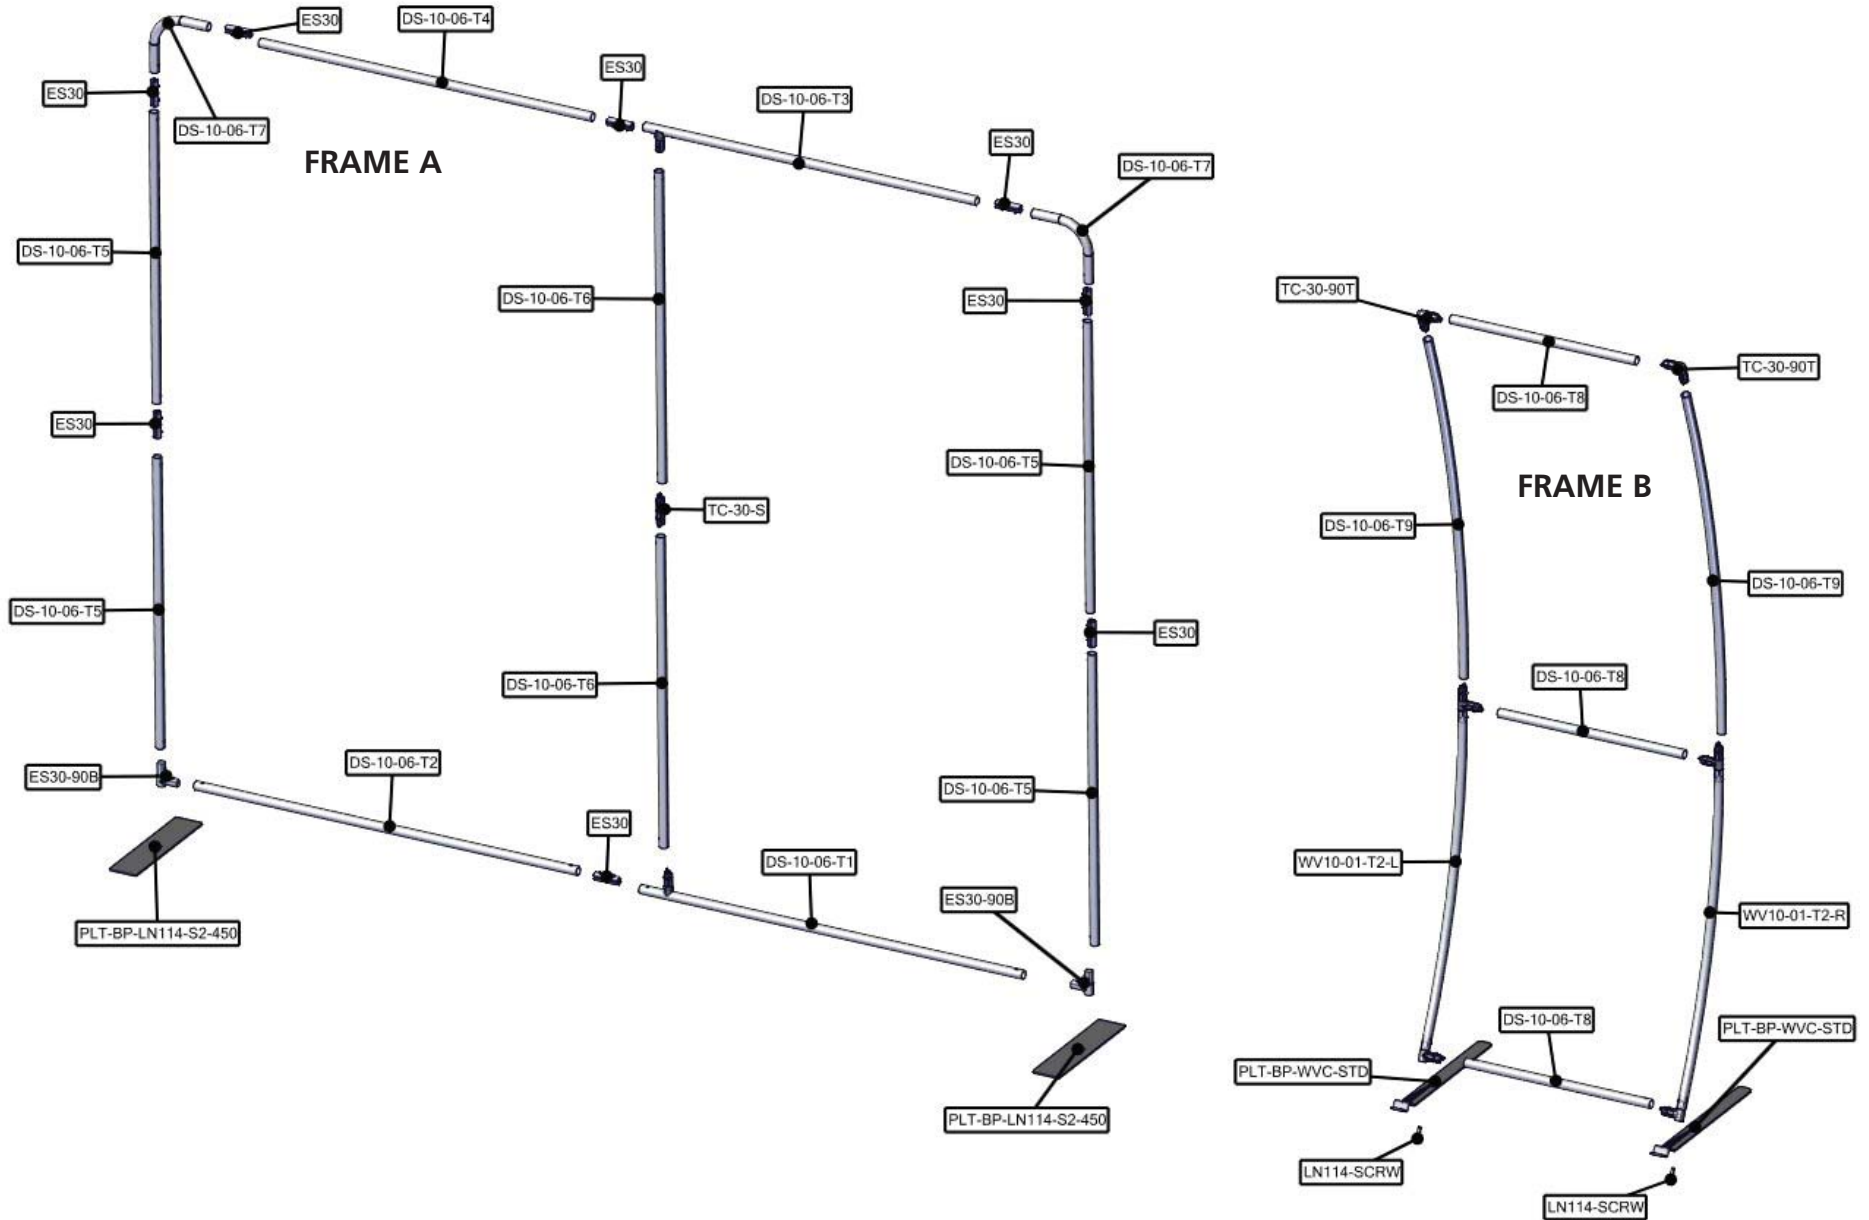 ES30
DS-10-06-T4
ES30
ES30
DS-10-06-T3
DS-10-06-T7
FRAME A
ES30
DS-10-06-T7
DS-10-06-T5
DS-10-06-T6
ES30
ES30
TC-30-S
DS-10-06-T5
DS-10-06-T5
ES30
DS-10-06-T6
DS-10-06-T2
ES30-90B
DS-10-06-T5
ES30
DS-10-06-T1
ES30-90B
PLT-BP-LN114-S2-450
PLT-BP-LN114-S2-450
TC-30-90T
TC-30-90T
DS-10-06-T8
FRAME B
DS-10-06-T9
DS-10-06-T9
DS-10-06-T8
WV10-01-T2-L
WV10-01-T2-R
DS-10-06-T8
PLT-BP-WVC-STD
PLT-BP-WVC-STD
LN114-SCRW
LN114-SCRW